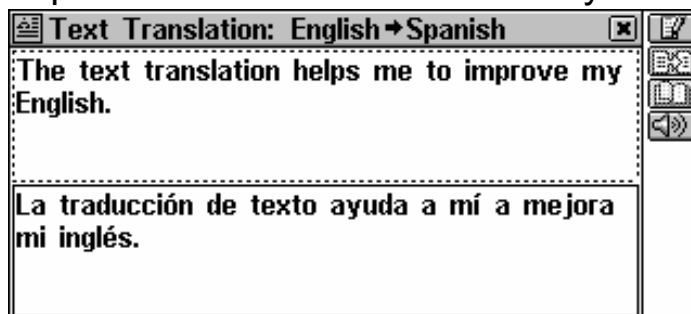 Text Translation: English➔Spanish
The text translation helps me to improve my
English.
La traducción de texto ayuda a mí a mejora
mi inglés.